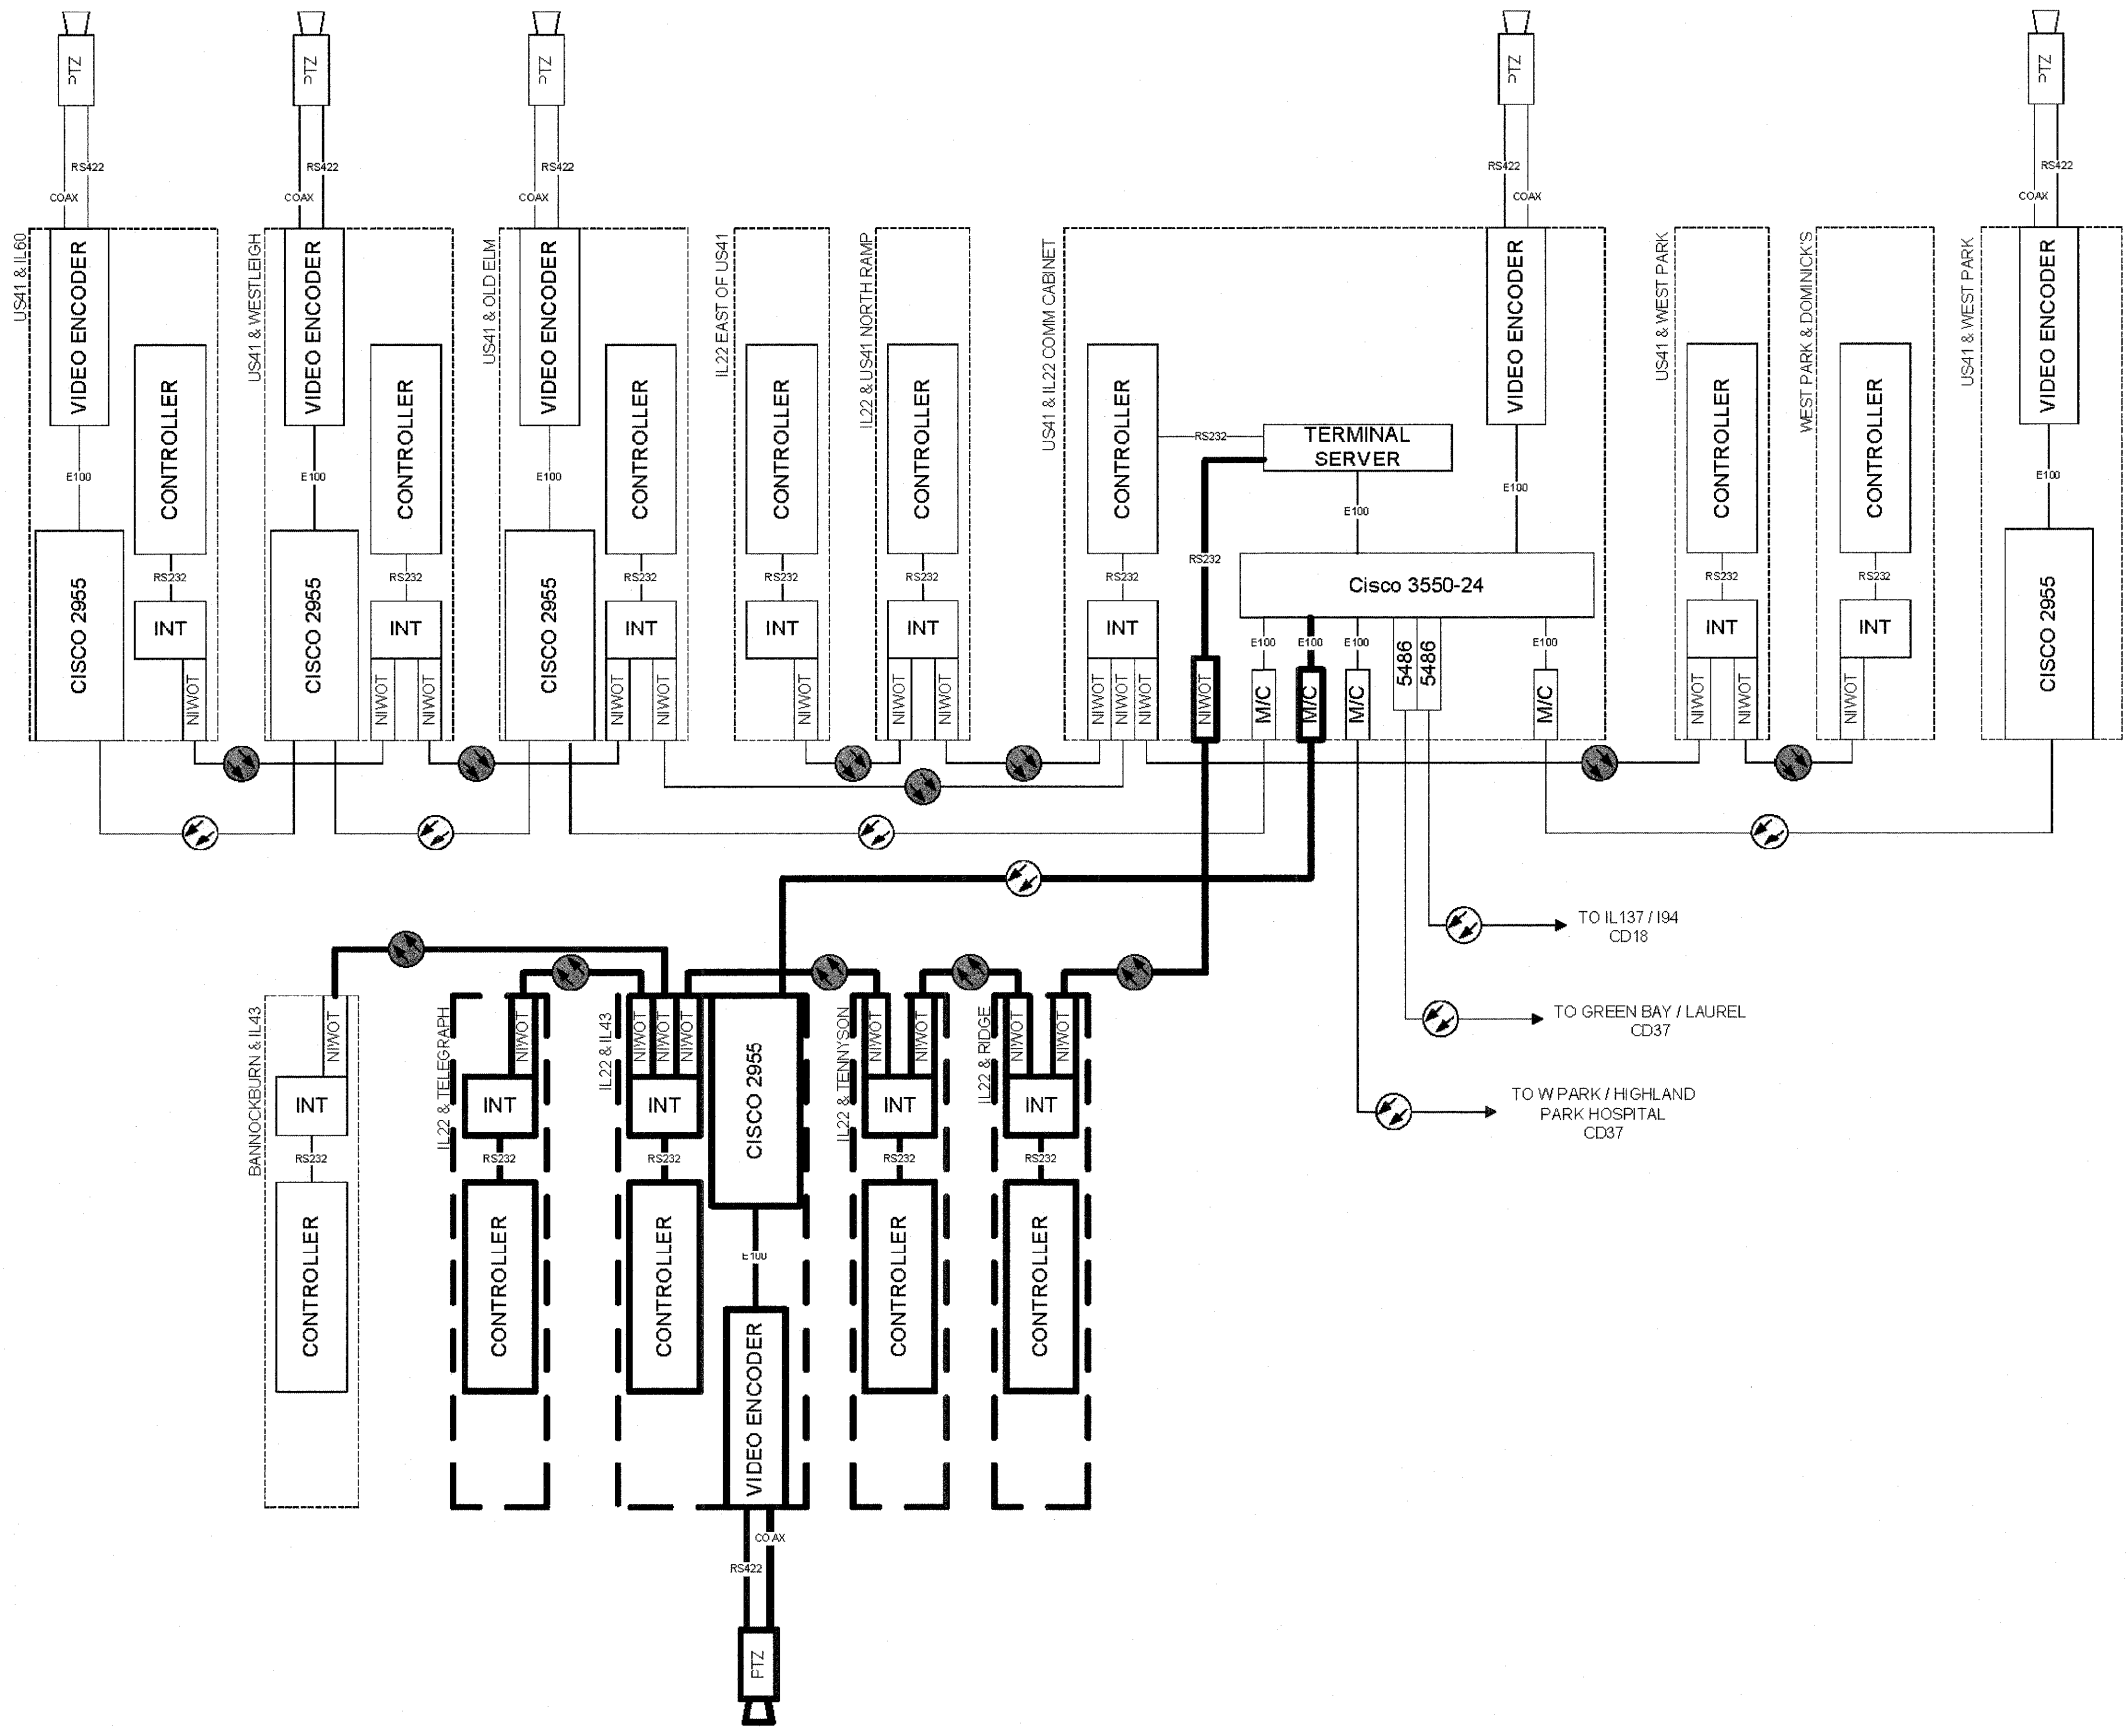 PTZ
PTZ
PTZ
PTZ
PTZ
RS422
COAX
RS422
COAX
RS422
COAX
RS422
COAX
RS422
COAX
US41 & IL60
VIDEO ENCODER
E100
CISCO 2955
CONTROLLER
RS232
INT
NIWOT
US41 & WESTLEIGH
VIDEO ENCODER
E100
CISCO 2955
CONTROLLER
RS232
INT
NIWOT
NIWOT
US41 & OLD ELM
VIDEO ENCODER
E100
CISCO 2955
CONTROLLER
RS232
INT
NIWOT
NIWOT
IL22 EAST OF US41
CONTROLLER
RS232
INT
NIWOT
IL22 & US41 NORTH RAMP
CONTROLLER
RS232
INT
NIWOT
NIWOT
US41 & IL22 COMM CABINET
CONTROLLER
RS232
INT
NIWOT
NIWOT
NIWOT
RS232
TERMINAL
SERVER
RS232
NIWOT
E100
VIDEO ENCODER
E100
Cisco 3550-24
E100
M/C
E100
M/C
E100
M/C
5486
5486
E100
M/C
US41 & WEST PARK
CONTROLLER
RS232
INT
NIWOT
NIWOT
WEST PARK & DOMINICK'S
CONTROLLER
RS232
INT
NIWOT
US41 & WEST PARK
VIDEO ENCODER
E100
CISCO 2955
TO IL137 / I94
CD18
TO GREEN BAY / LAUREL
CD37
TO W PARK / HIGHLAND
PARK HOSPITAL
CD37
BANNOCKBURN & IL43
NIWOT
INT
RS232
CONTROLLER
IL22 & TELEGRAPH
NIWOT
INT
RS232
CONTROLLER
IL22 & IL43
NIWOT
NIWOT
NIWOT
INT
RS232
CONTROLLER
CISCO 2955
E100
VIDEO ENCODER
COAX
RS422
PTZ
IL22 & TENNYSON
NIWOT
NIWOT
INT
RS232
CONTROLLER
IL22 & RIDGE
NIWOT
NIWOT
INT
RS232
CONTROLLER